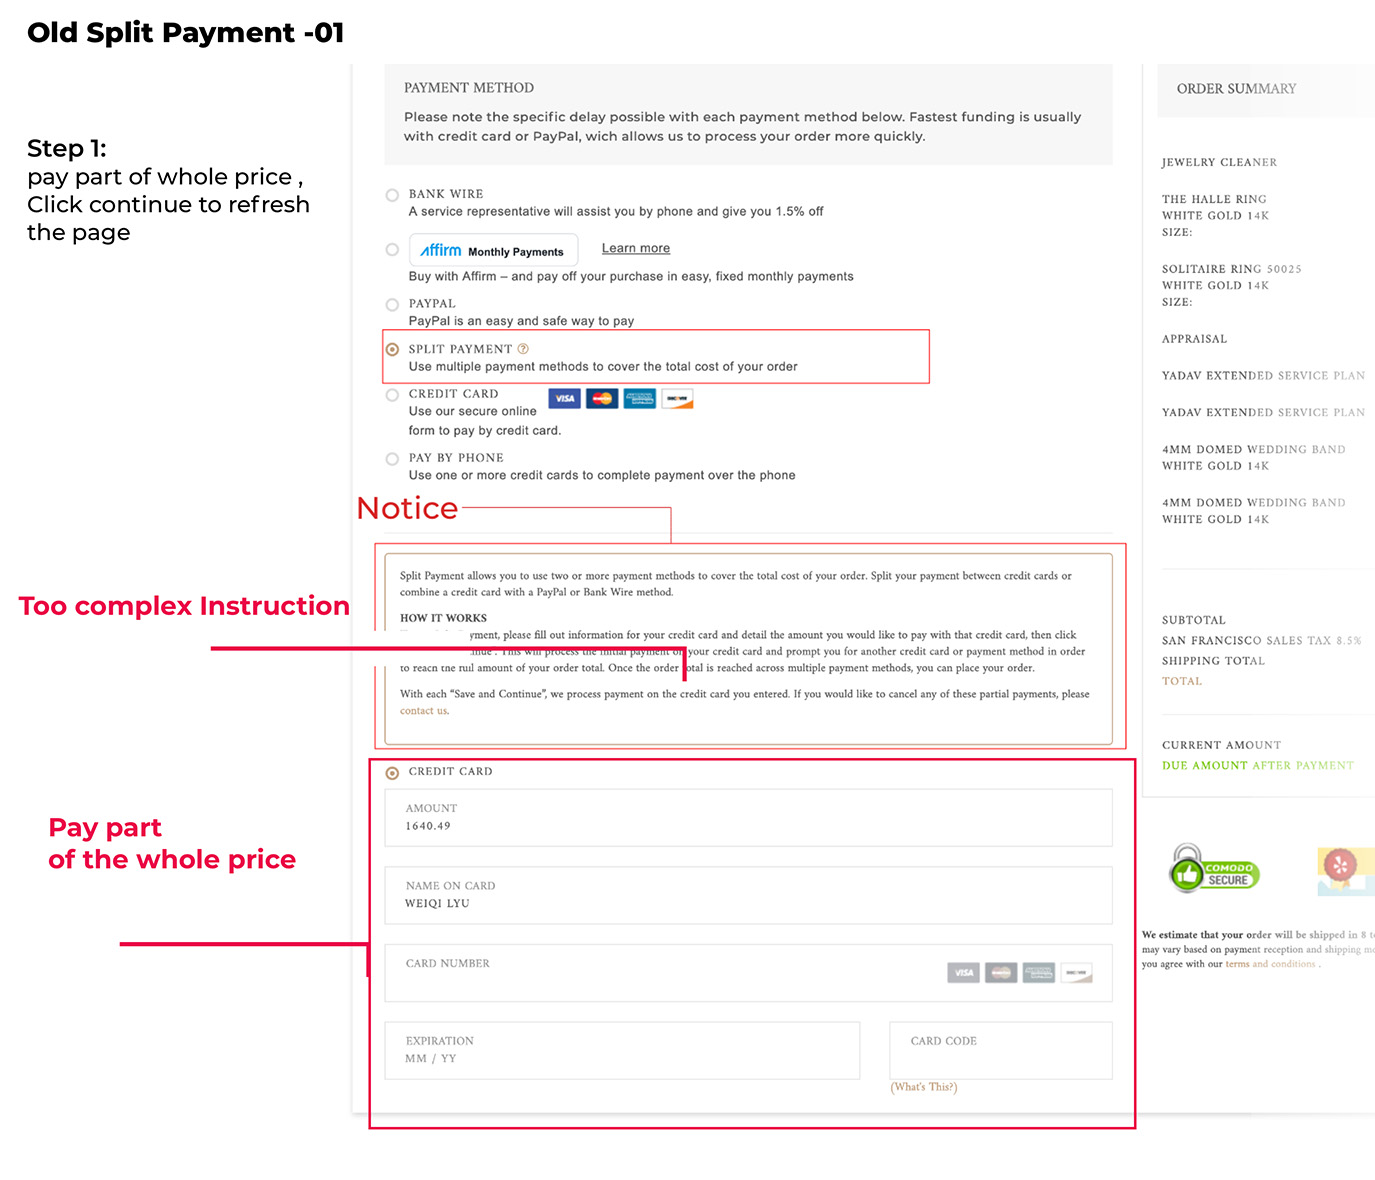 Old Split Payment -01
Step 1:
pay part of whole price ,
Click continue to refresh
the page
PAYMENT METHOD
Please note the specific delay possible with each payment method below. Fastest funding is usually
with credit card or PayPal, wich allows us to process your order more quickly.
BANK WIRE
A service representative will assist you by phone and give you 1.5% off
affirm Monthly Payments Learn more
Buy with Affirm – and pay off your purchase in easy, fixed monthly payments
PAYPAL
PayPal is an easy and safe way to pay
SPLIT PAYMENT ?
Use multiple payment methods to cover the total cost of your order
CREDIT CARD VISA MasterCard DISCOVER
Use our secure online
form to pay by credit card.
PAY BY PHONE
Use one or more credit cards to complete payment over the phone
Notice
Too complex Instruction
Split Payment allows you to use two or more payment methods to cover the total cost of your order. Split your payment between credit cards or
combine a credit card with a PayPal or Bank Wire method.
HOW IT WORKS
yment, please fill out information for your credit card and detail the amount you would like to pay with that credit card, then click
nue". This will process the initial payment on your credit card and prompt you for another credit card or payment method in order
to reach the full amount of your order total. Once the order total is reached across multiple payment methods, you can place your order.
With each “Save and Continue”, we process payment on the credit card you entered. If you would like to cancel any of these partial payments, please
contact us.
Pay part
of the whole price
CREDIT CARD
AMOUNT
1640.49
NAME ON CARD
WEIQI LYU
CARD NUMBER VISA MasterCard DISCOVER
EXPIRATION
MM / YY
CARD CODE
(What's This?)
ORDER SUMMARY
JEWELRY CLEANER
THE HALLE RING
WHITE GOLD 14K
SIZE:
SOLITAIRE RING 50025
WHITE GOLD 14K
SIZE:
APPRAISAL
YADAV EXTENDED SERVICE PLAN
YADAV EXTENDED SERVICE PLAN
4MM DOMED WEDDING BAND
WHITE GOLD 14K
4MM DOMED WEDDING BAND
WHITE GOLD 14K
SUBTOTAL
SAN FRANCISCO SALES TAX 8.5%
SHIPPING TOTAL
TOTAL
CURRENT AMOUNT
DUE AMOUNT AFTER PAYMENT
COMODO
SECURE
We estimate that your order will be shipped in 8 t
may vary based on payment reception and shipping m
you agree with our terms and conditions .